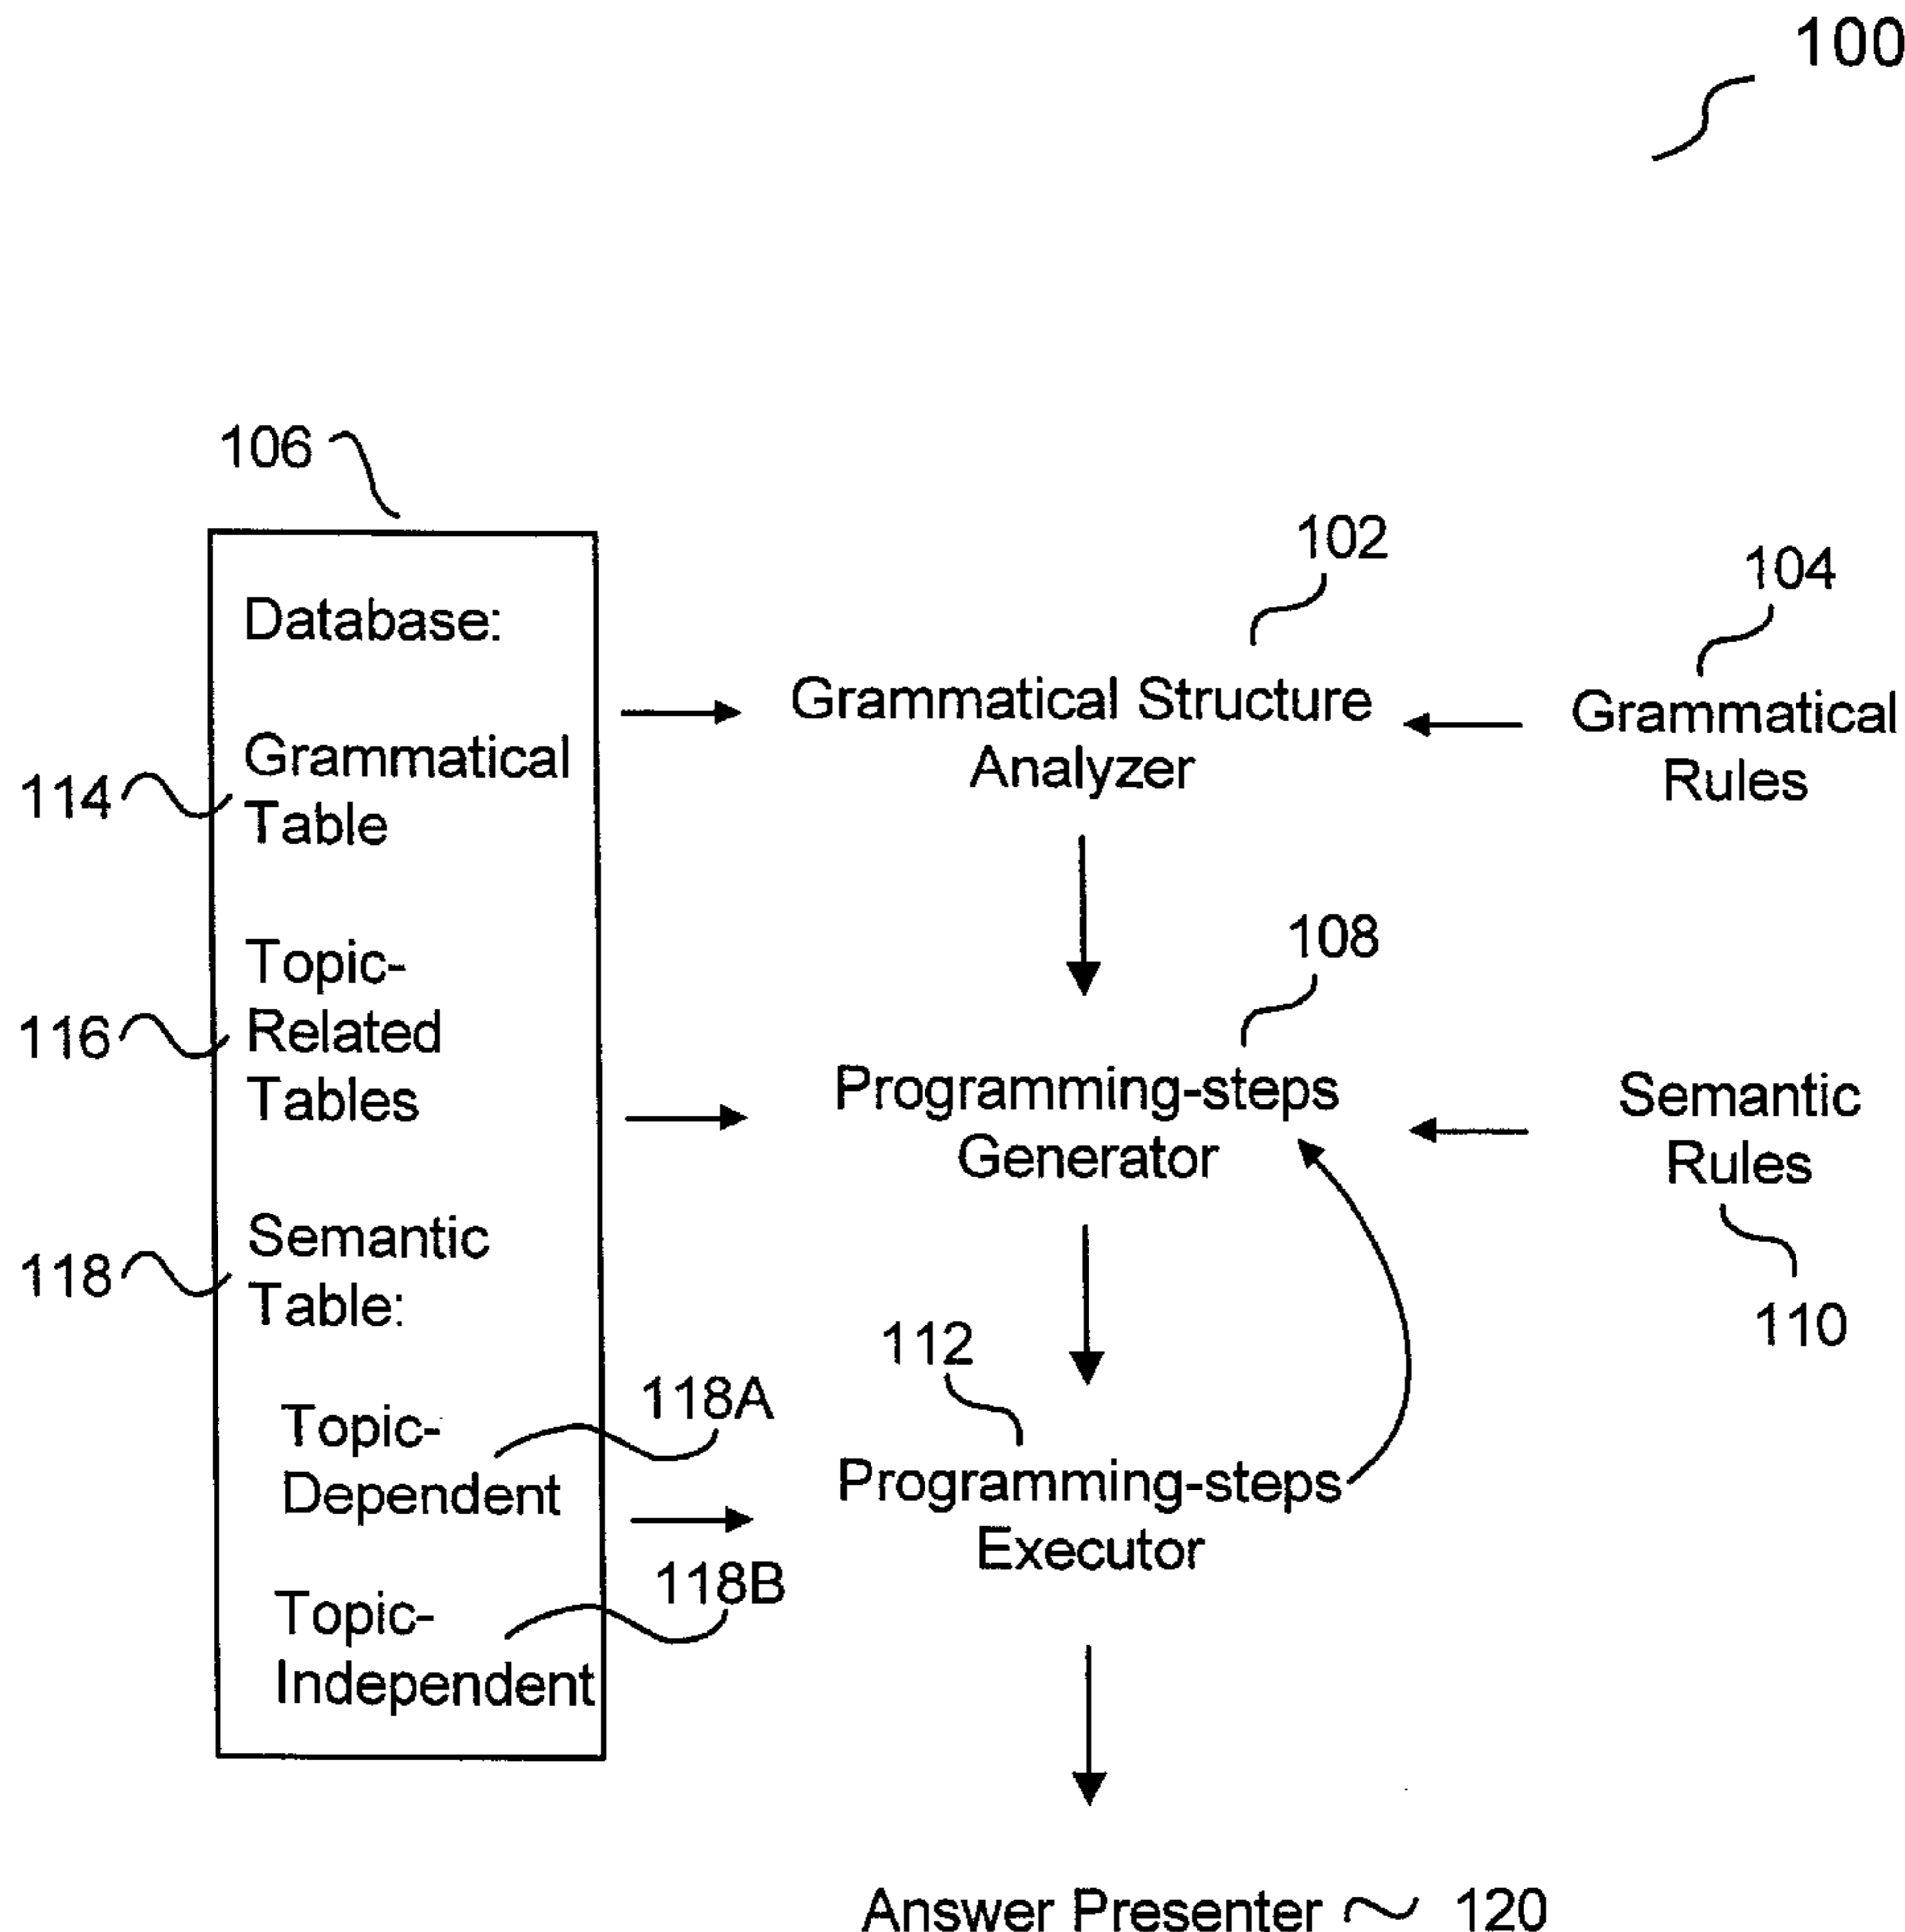 100
106
Database:
Grammatical
Table
114
Topic-
Related
Tables
116
Semantic
Table:
118
Topic-
Dependent
118A
Topic-
Independent
118B
102
Grammatical Structure
Analyzer
104
Grammatical
Rules
108
Programming-steps
Generator
Semantic
Rules
110
112
Programming-steps
Executor
Answer Presenter
120